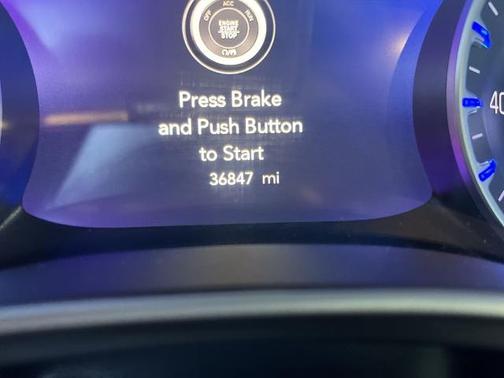 OFF ACC RUN
ENGINE
START
STOP
Press Brake
and Push Button
to Start
36847 mi
40